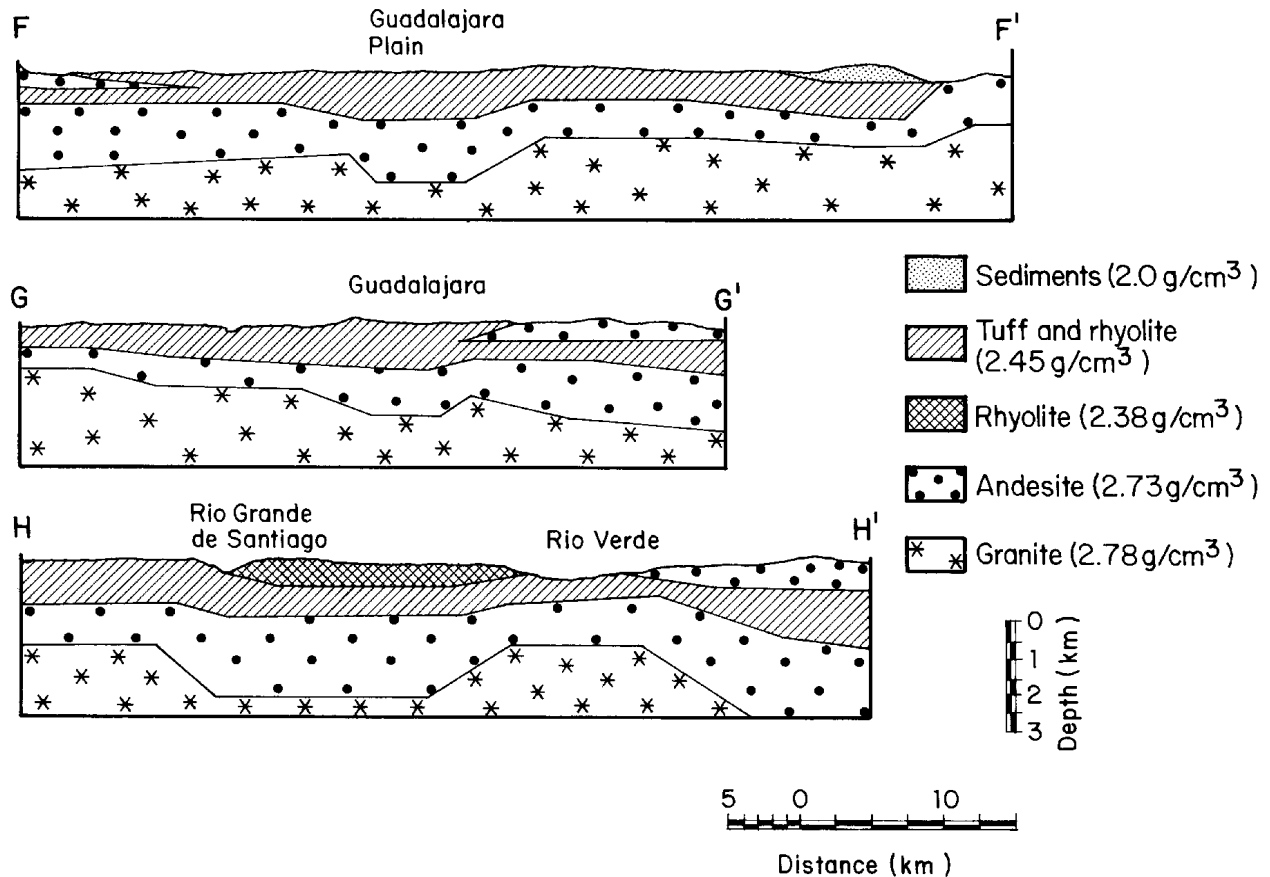 F
Guadalajara
Plain
F'
G
Guadalajara
G'
H
Rio Grande
de Santiago
Rio Verde
H'
Sediments (2.0 g/cm³)
Tuff and rhyolite
(2.45 g/cm³)
Rhyolite (2.38 g/cm³)
Andesite (2.73 g/cm³)
Granite (2.78 g/cm³)
0
1
2
3
Depth (km)
5 0 10
Distance (km)